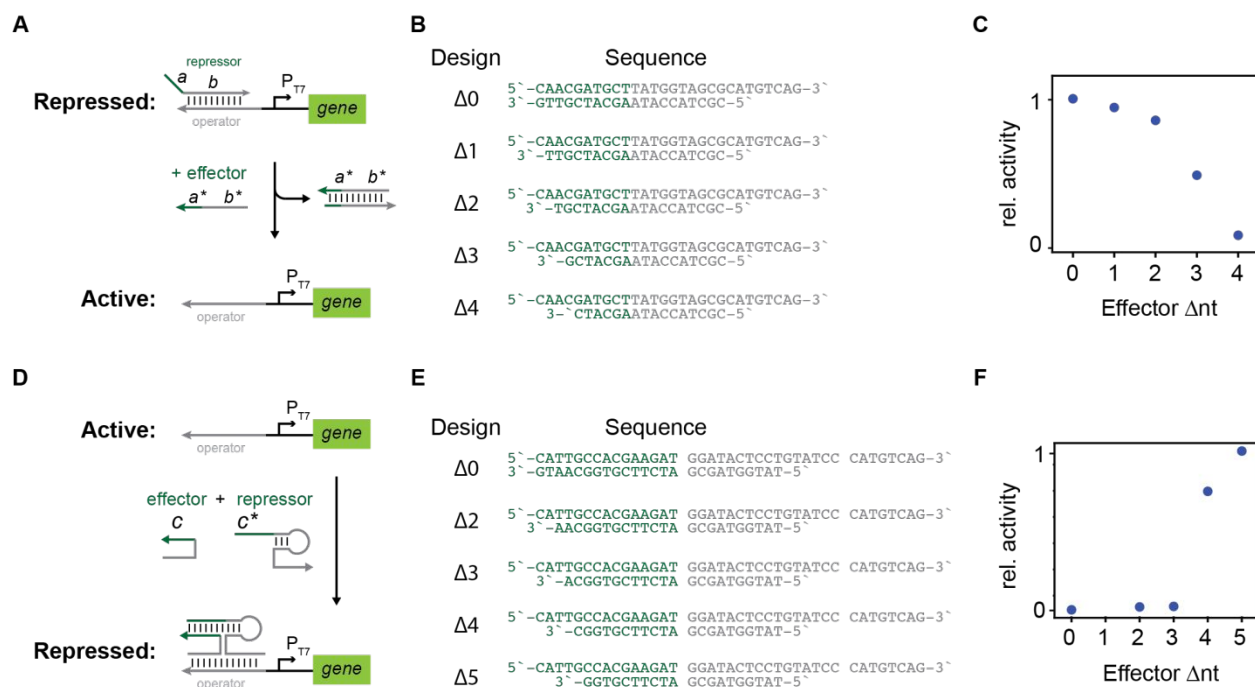 A
repressor
a
b
P T7
Repressed:
gene
operator
+ effector
a* b*
a* b*
P T7
Active:
gene
operator
B
Design Sequence
Δ0
5`-CAACGATGCTTATGGTAGCGCATGTCAG-3`
3`-GTTGCTACGAATACCATCGC-5`
Δ1
5`-CAACGATGCTTATGGTAGCGCATGTCAG-3`
3`-TTGCTACGAATACCATCGC-5`
Δ2
5`-CAACGATGCTTATGGTAGCGCATGTCAG-3`
3`-TGCTACGAATACCATCGC-5`
Δ3
5`-CAACGATGCTTATGGTAGCGCATGTCAG-3`
3`-GCTACGAATACCATCGC-5`
Δ4
5`-CAACGATGCTTATGGTAGCGCATGTCAG-3`
3-`CTACGAATACCATCGC-5`
C
1
rel. activity
0
0 1 2 3 4
Effector Δnt
D
P T7
Active:
gene
operator
effector + repressor
c c*
P T7
Repressed:
gene
operator
E
Design Sequence
Δ0
5`-CATTGCCACGAAGAT GGATACTCCTGTATCCC CATGTCAG-3`
3`-GTAACGGTGCTTCTA GCGATGGTAT-5`
Δ2
5`-CATTGCCACGAAGAT GGATACTCCTGTATCCC CATGTCAG-3`
3`-AACGGTGCTTCTA GCGATGGTAT-5`
Δ3
5`-CATTGCCACGAAGAT GGATACTCCTGTATCCC CATGTCAG-3`
3`-ACGGTGCTTCTA GCGATGGTAT-5`
Δ4
5`-CATTGCCACGAAGAT GGATACTCCTGTATCCC CATGTCAG-3`
3`-CGGTGCTTCTA GCGATGGTAT-5`
Δ5
5`-CATTGCCACGAAGAT GGATACTCCTGTATCCC CATGTCAG-3`
3`-GGTGCTTCTA GCGATGGTAT-5`
F
1
rel. activity
0
0 1 2 3 4 5
Effector Δnt